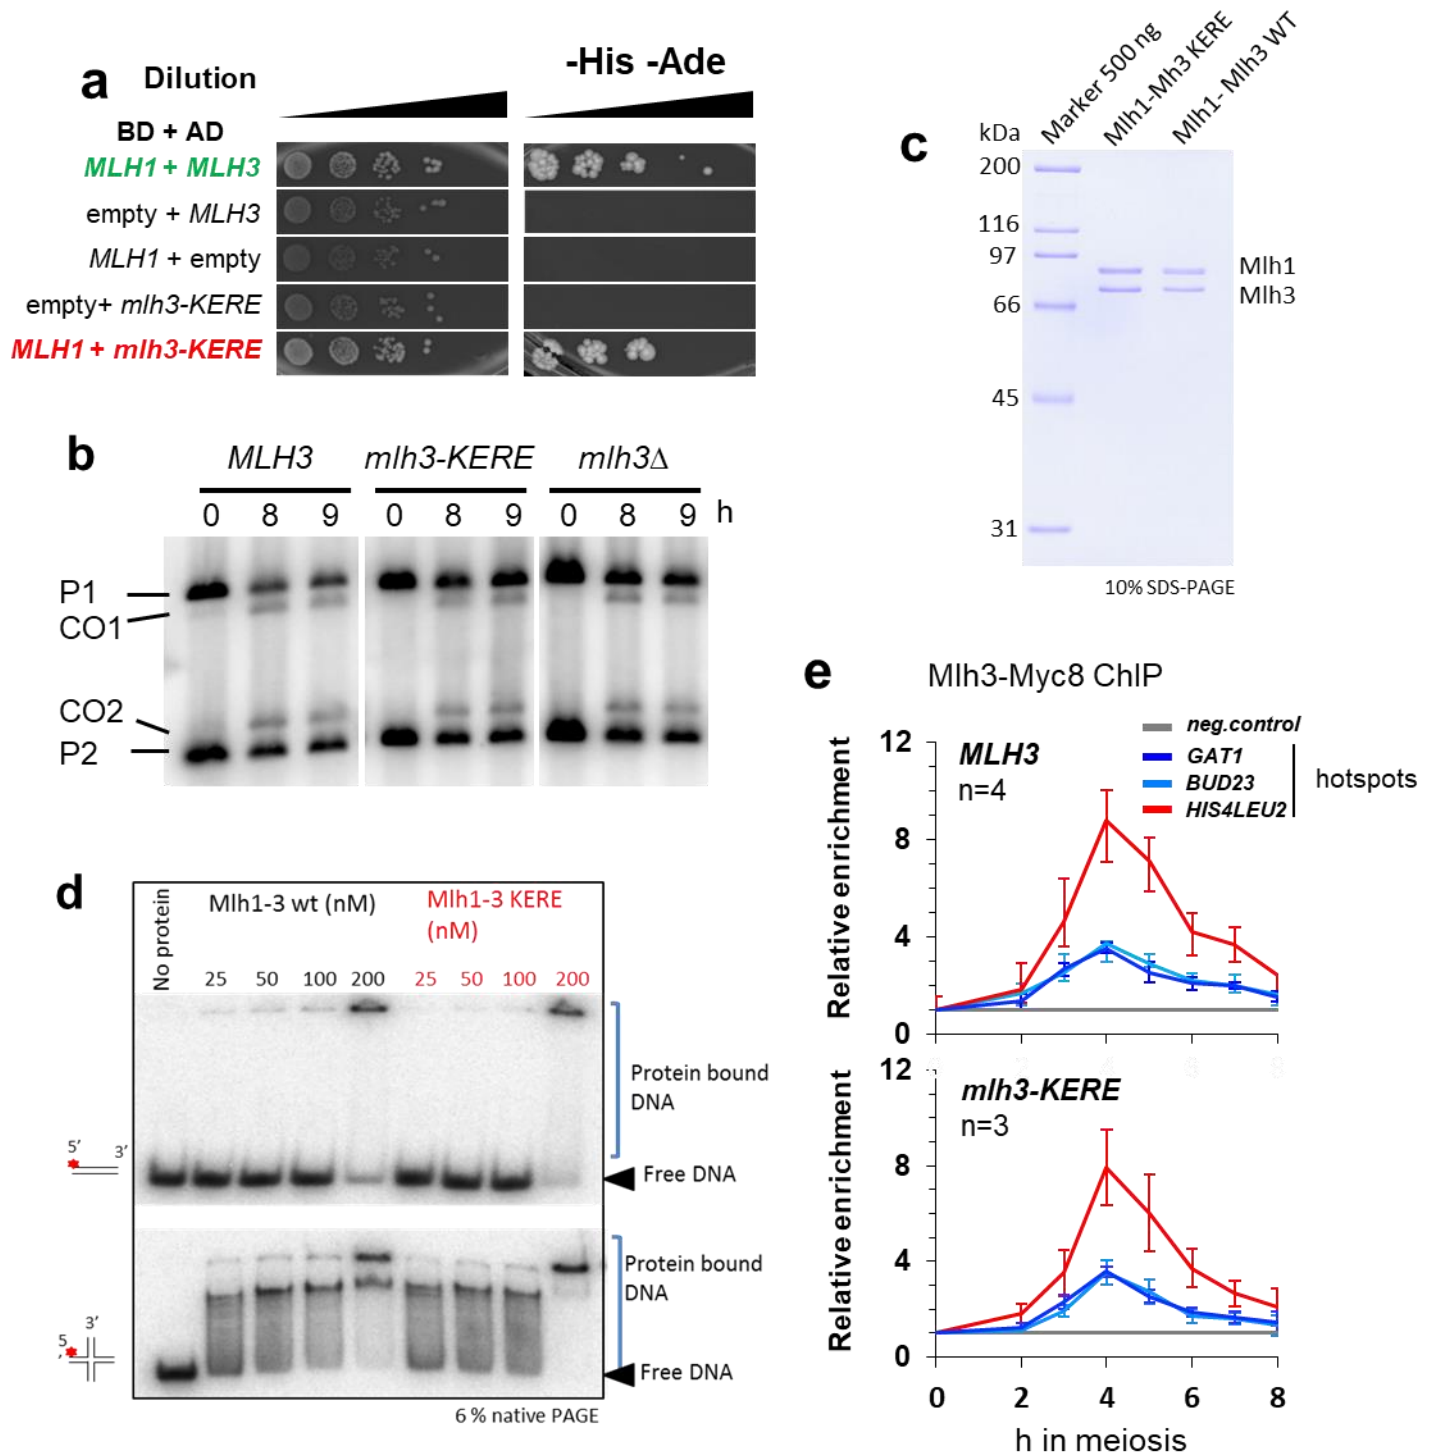 a
Dilution
-His -Ade
BD + AD
MLH1 + MLH3
empty + MLH3
MLH1 + empty
empty+ mlh3-KERE
MLH1 + mlh3-KERE
b
MLH3 mlh3-KERE mlh3Δ
0 8 9 0 8 9 0 8 9 h
P1
CO1
CO2
P2
c
kDa
Marker 500 ng
Mlh1-Mh3 KERE
Mlh1- Mlh3 WT
200
116
97
66
45
31
Mlh1
Mlh3
10% SDS-PAGE
d
No protein
Mlh1-3 wt (nM)
Mlh1-3 KERE
(nM)
25 50 100 200 25 50 100 200
Protein bound
DNA
5’ 3’
Free DNA
Protein bound
DNA
3’
5
’
Free DNA
6 % native PAGE
e
Mlh3-Myc8 ChIP
neg.control
GAT1
BUD23
HIS4LEU2
hotspots
MLH3
n=4
Relative enrichment
12
8
4
0
mlh3-KERE
n=3
Relative enrichment
12
8
4
0
0 2 4 6 8
h in meiosis